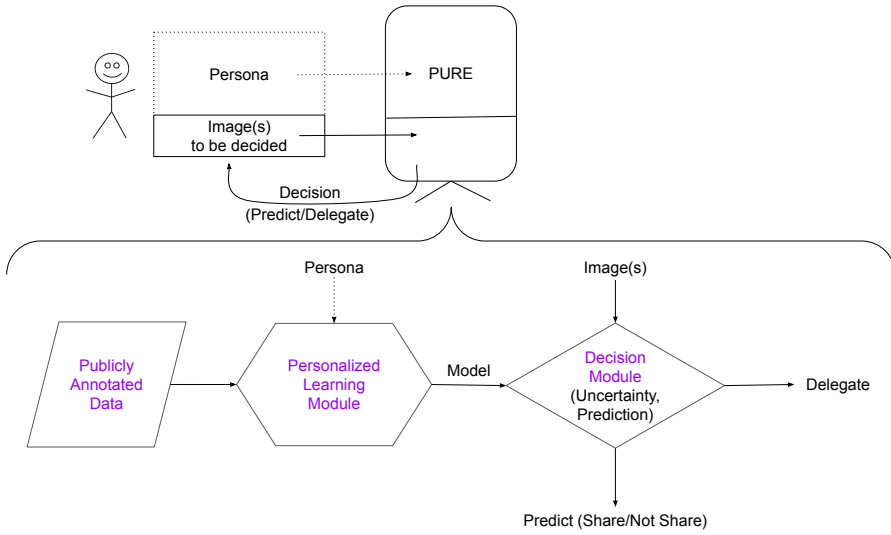 Persona
PURE
Image(s)
to be decided
Decision
(Predict/Delegate)
Persona
Image(s)
Publicly
Annotated
Data
Personalized
Learning
Module
Model
Decision
Module
(Uncertainty,
Prediction)
Delegate
Predict (Share/Not Share)